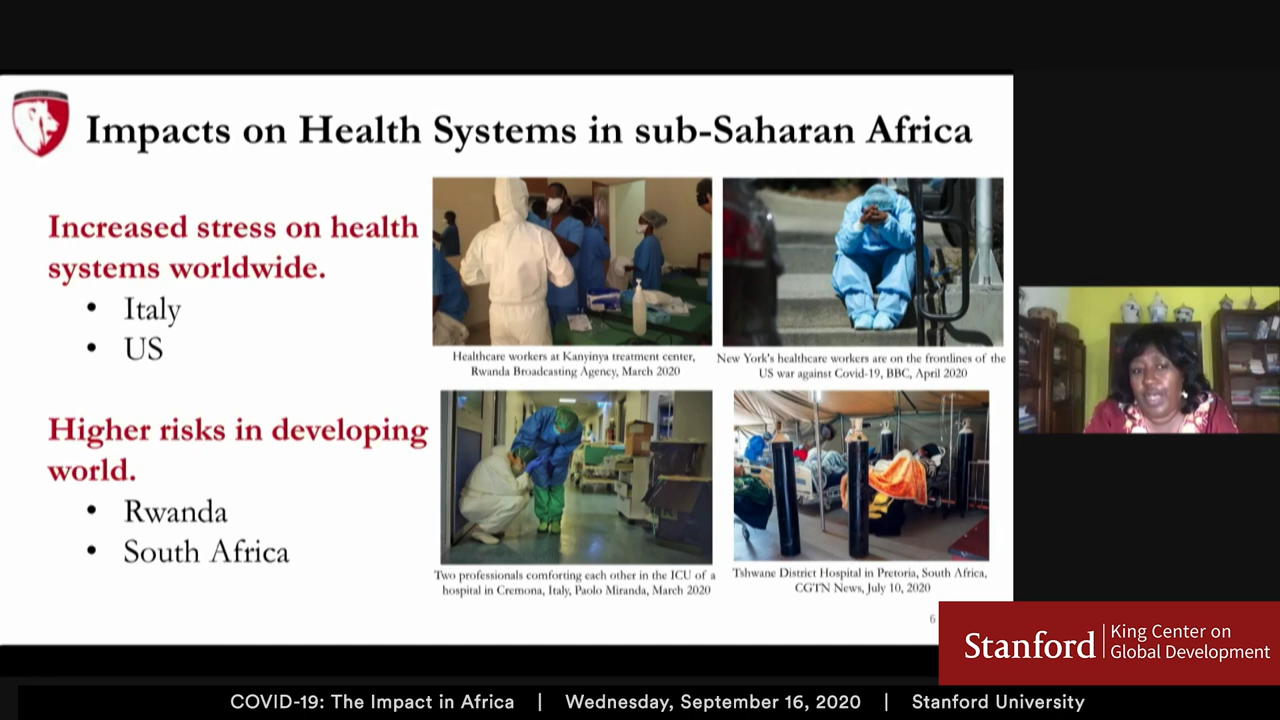 Impacts on Health Systems in sub-Saharan Africa
Increased stress on health
systems worldwide.
• Italy
• US
Higher risks in developing
world.
• Rwanda
• South Africa
Healthcare workers at Kanyinya treatment center,
Rwanda Broadcasting Agency, March 2020
New York's healthcare workers are on the frontlines of the
US war against Covid-19, BBC, April 2020
Two professionals comforting each other in the ICU of a
hospital in Cremona, Italy, Paolo Miranda, March 2020
Tshwane District Hospital in Pretoria, South Africa,
CGTN News, July 10, 2020
6
Stanford | King Center on
Global Development
COVID-19: The Impact in Africa | Wednesday, September 16, 2020 | Stanford University